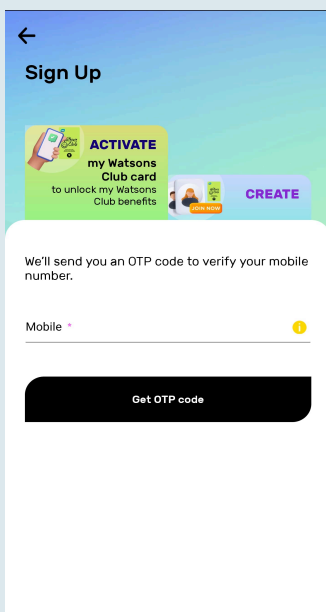 Sign Up
ACTIVATE
my Watsons
Club card
to unlock my Watsons
Club benefits
CREATE
JOIN NOW
We'll send you an OTP code to verify your mobile
number.
Mobile *
Get OTP code